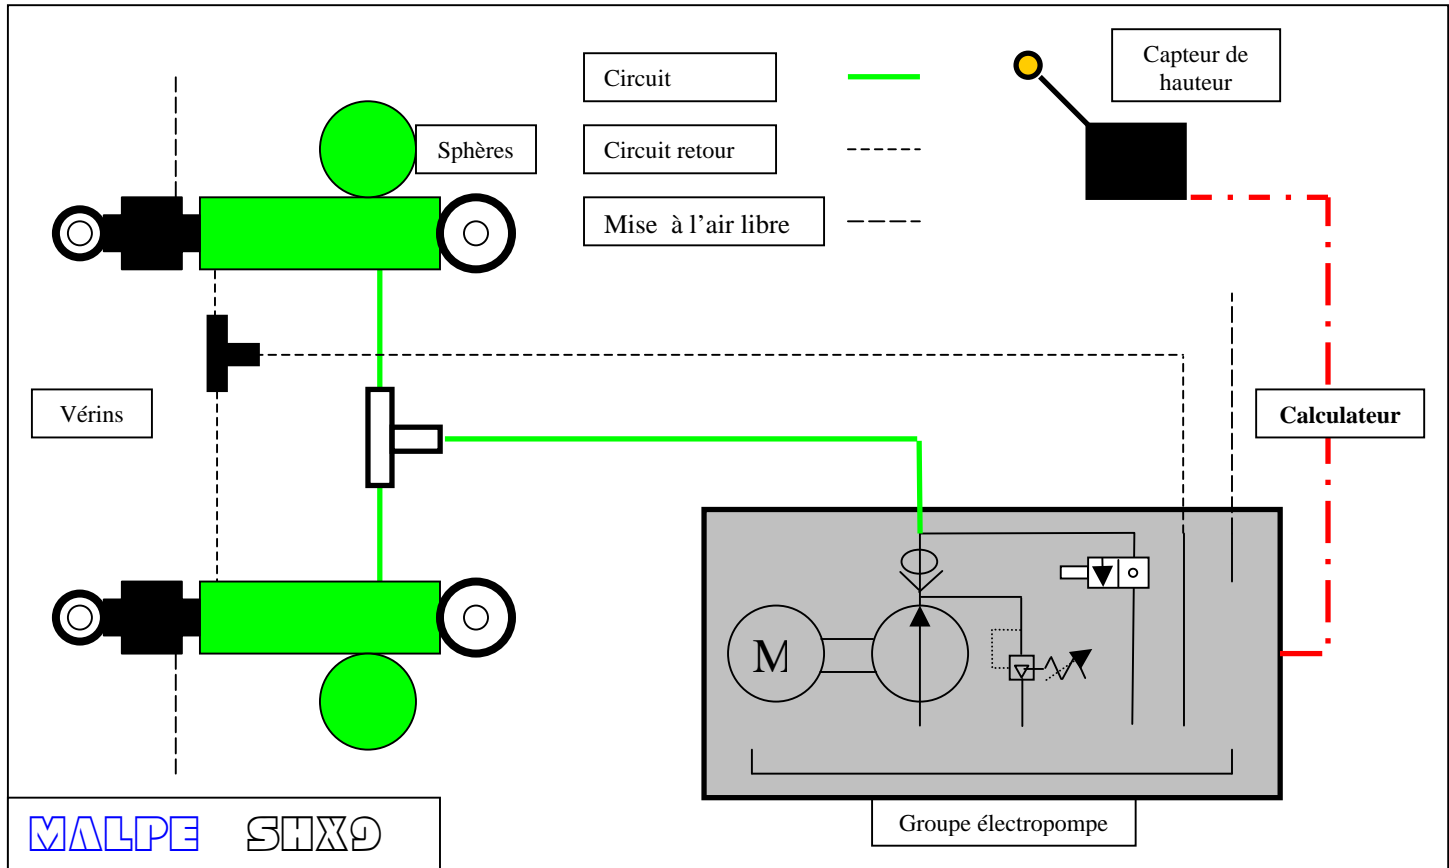 Circuit
Capteur de
hauteur
Sphères
Circuit retour
Mise à l'air libre
Vérins
Calculateur
M
Groupe électropompe
MALPE SHX9